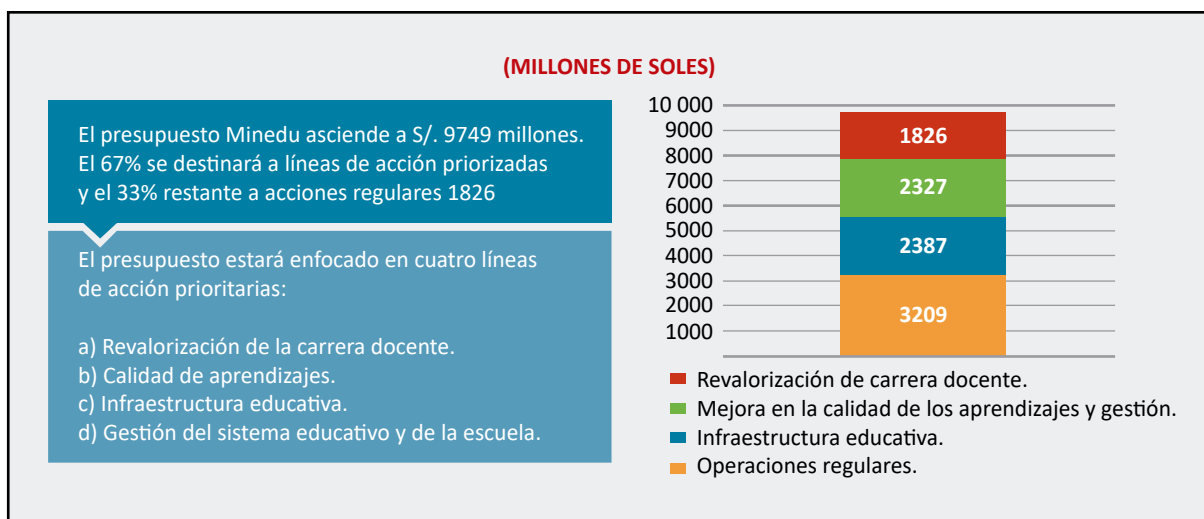 (MILLONES DE SOLES)
El presupuesto Minedu asciende a S/. 9749 millones.
El 67% se destinará a líneas de acción priorizadas
y el 33% restante a acciones regulares 1826
El presupuesto estará enfocado en cuatro líneas
de acción prioritarias:
a) Revalorización de la carrera docente.
b) Calidad de aprendizajes.
c) Infraestructura educativa.
d) Gestión del sistema educativo y de la escuela.
10 000
9000
8000
7000
6000
5000
4000
3000
2000
1000
1826
2327
2387
3209
Revalorización de carrera docente.
Mejora en la calidad de los aprendizajes y gestión.
Infraestructura educativa.
Operaciones regulares.